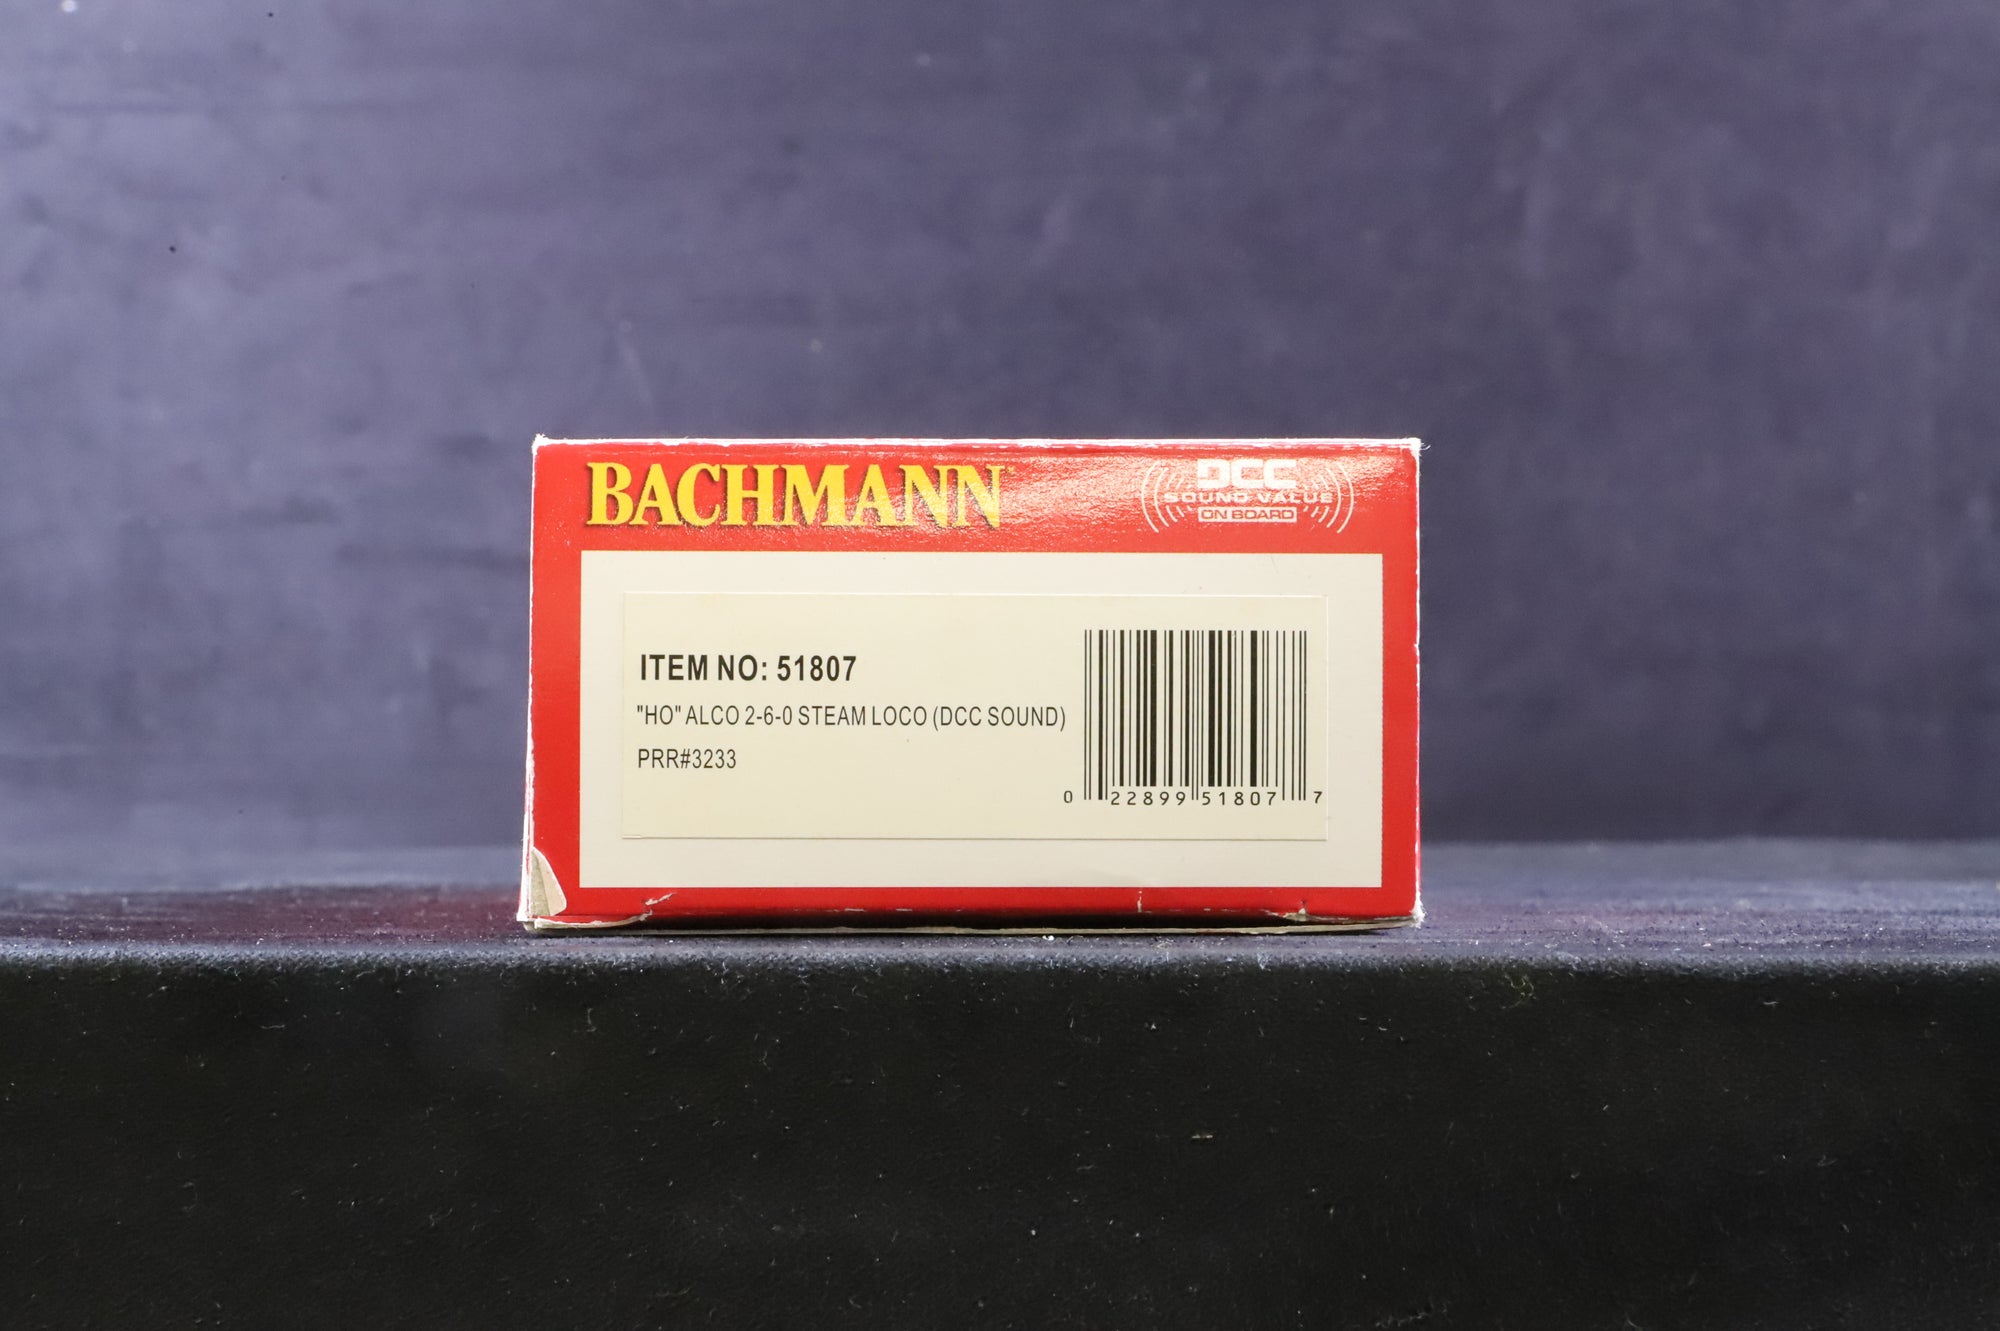 BACHMANN
DCC
SOUND VALUE
ON BOARD
ITEM NO: 51807
"HO" ALCO 2-6-0 STEAM LOCO (DCC SOUND)
PRR#3233
0 22899 51807 7